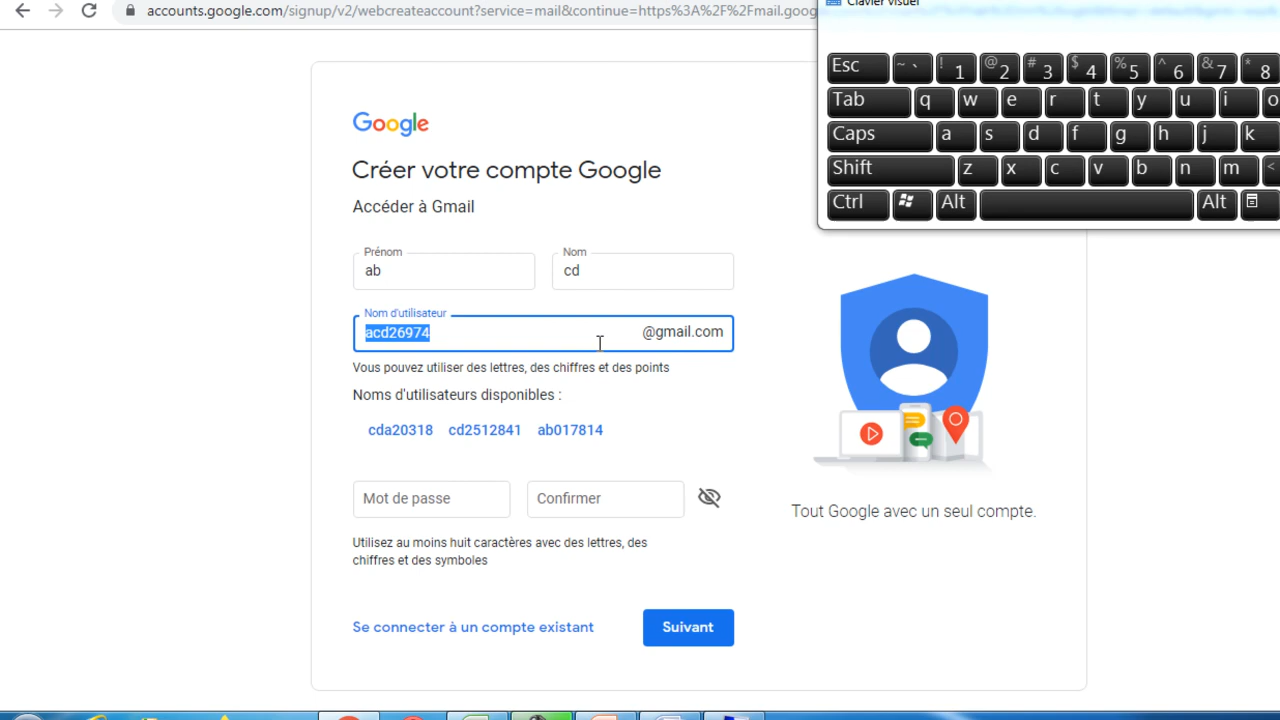 accounts.google.com/signup/v2/webcreateaccount?service=mail&continue=https%3A%2F%2Fmail.goog
Clavier visuel
Esc ~ ` ! 1 @ 2 # 3 $ 4 % 5 ^ 6 & 7 * 8
Tab q w e r t y u i o
Caps a s d f g h j k
Shift z x c v b n m <
Ctrl Alt Alt
Google
Créer votre compte Google
Accéder à Gmail
Prénom Nom
ab cd
Nom d'utilisateur
acd26974 @gmail.com
Vous pouvez utiliser des lettres, des chiffres et des points
Noms d'utilisateurs disponibles :
cda20318 cd2512841 ab017814
Mot de passe Confirmer
Utilisez au moins huit caractères avec des lettres, des
chiffres et des symboles
Tout Google avec un seul compte.
Se connecter à un compte existant Suivant